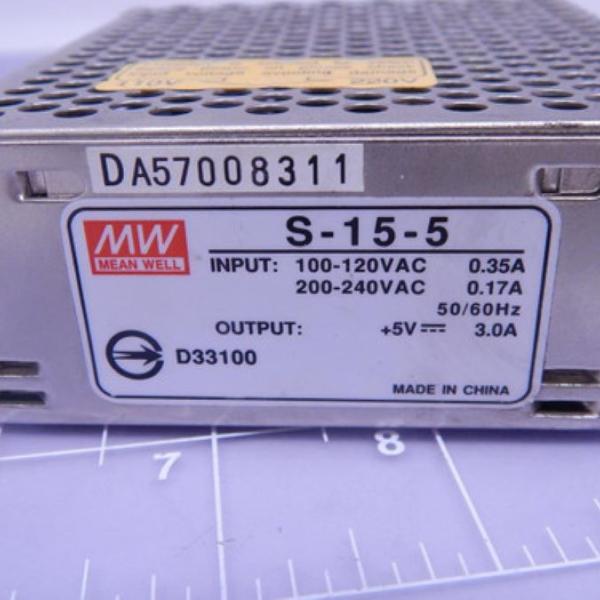 DA57008311
MW
MEAN WELL
S-15-5
INPUT: 100-120VAC 0.35A
200-240VAC 0.17A
50/60Hz
OUTPUT: +5V⎓ 3.0A
D33100
MADE IN CHINA
7 8